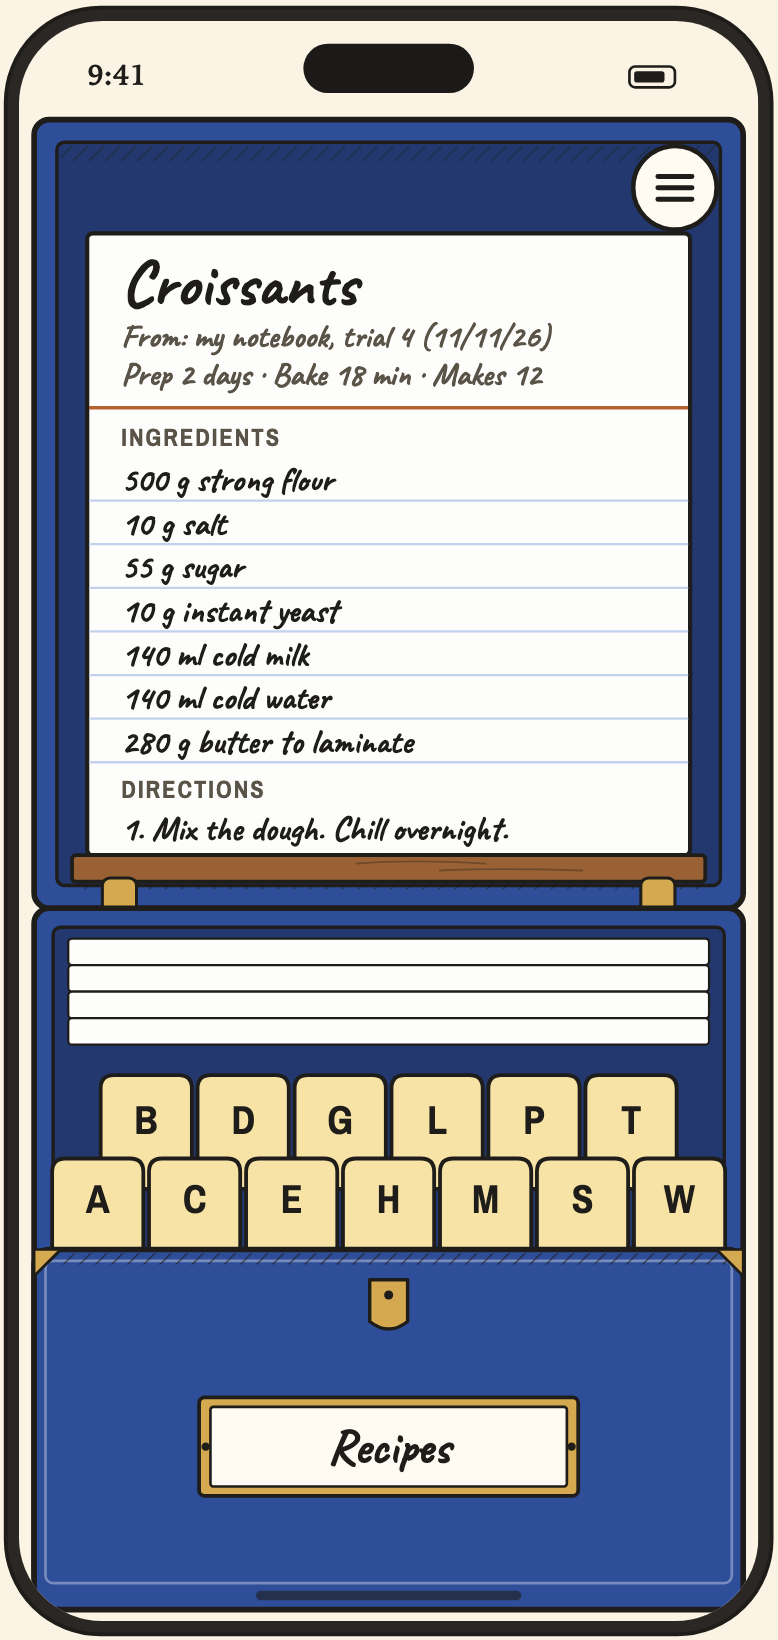 9:41
Croissants
From: my notebook, trial 4 (11/11/26)
Prep 2 days · Bake 18 min · Makes 12
INGREDIENTS
500 g strong flour
10 g salt
55 g sugar
10 g instant yeast
140 ml cold milk
140 ml cold water
280 g butter to laminate
DIRECTIONS
1. Mix the dough. Chill overnight.
B D G L P T
A C E H M S W
Recipes